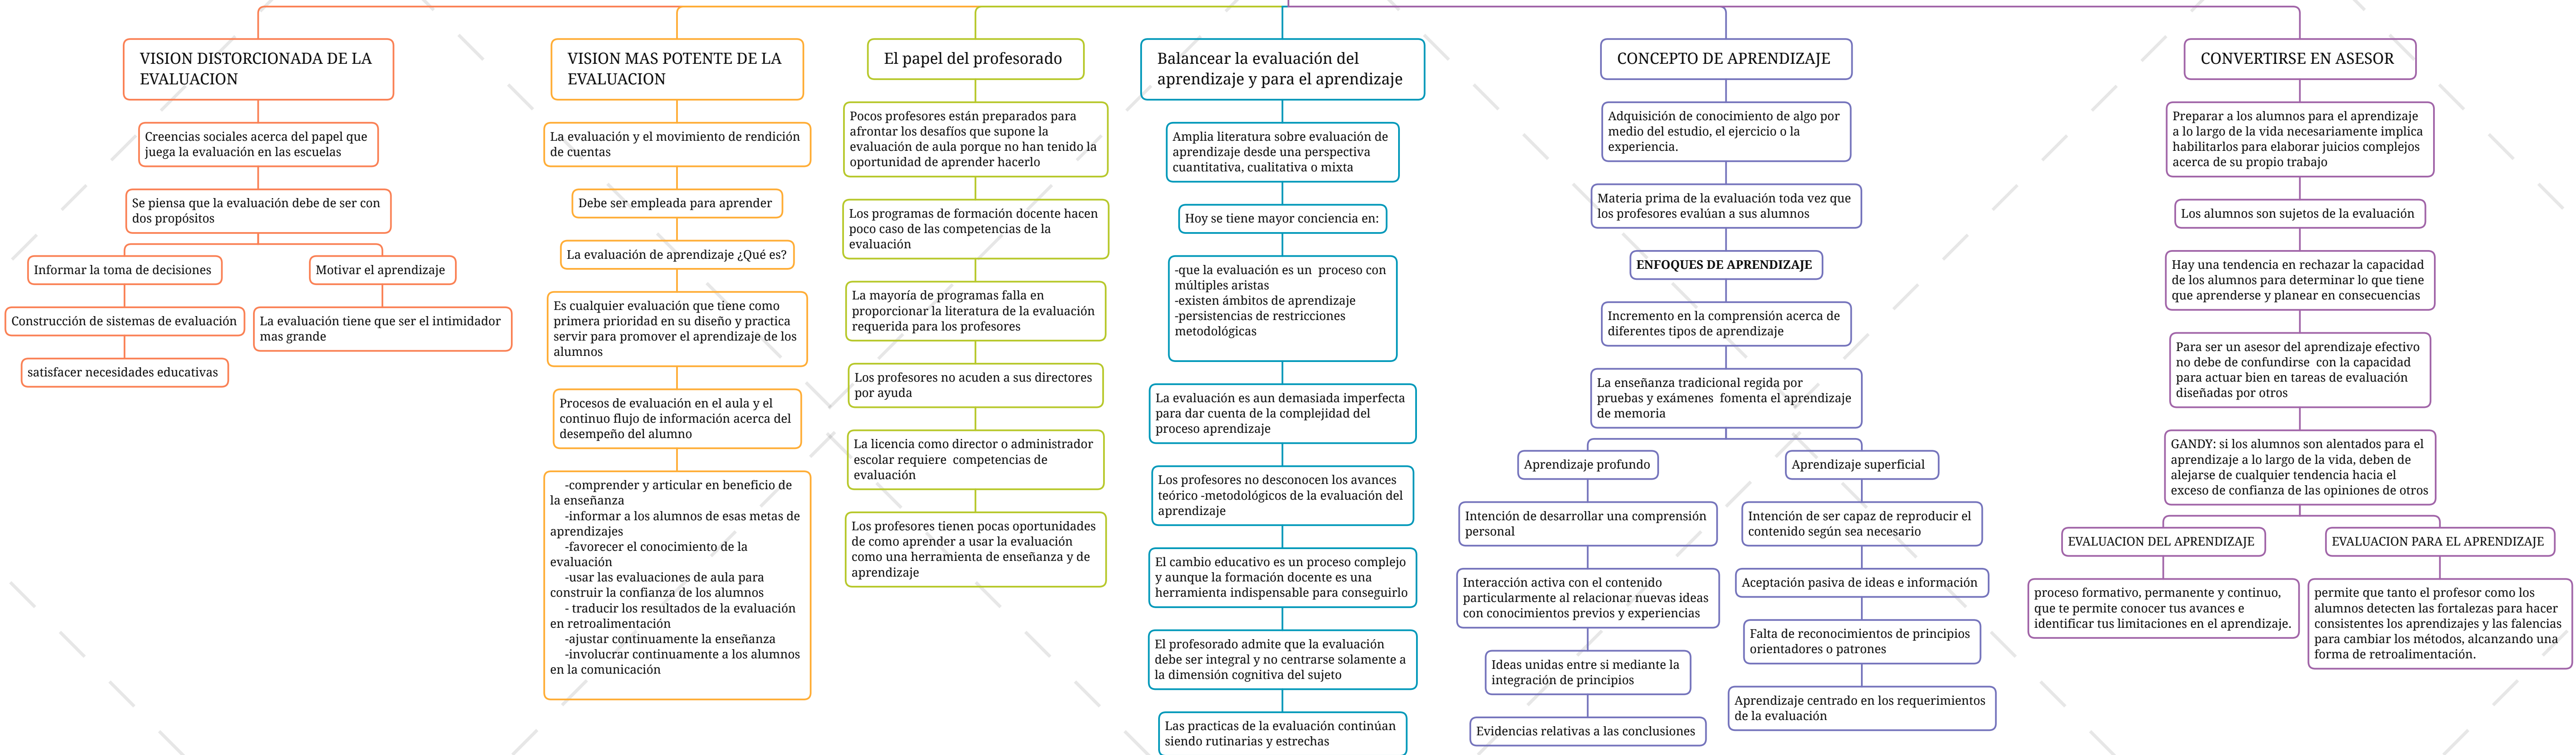 VISION DISTORCIONADA DE LA
EVALUACION
Creencias sociales acerca del papel que
juega la evaluación en las escuelas
Se piensa que la evaluación debe de ser con
dos propósitos
Informar la toma de decisiones
Construcción de sistemas de evaluación
satisfacer necesidades educativas
Motivar el aprendizaje
La evaluación tiene que ser el intimidador
mas grande
VISION MAS POTENTE DE LA
EVALUACION
La evaluación y el movimiento de rendición
de cuentas
Debe ser empleada para aprender
La evaluación de aprendizaje ¿Qué es?
Es cualquier evaluación que tiene como
primera prioridad en su diseño y practica
servir para promover el aprendizaje de los
alumnos
Procesos de evaluación en el aula y el
continuo flujo de información acerca del
desempeño del alumno
-comprender y articular en beneficio de
la enseñanza
-informar a los alumnos de esas metas de
aprendizajes
-favorecer el conocimiento de la
evaluación
-usar las evaluaciones de aula para
construir la confianza de los alumnos
- traducir los resultados de la evaluación
en retroalimentación
-ajustar continuamente la enseñanza
-involucrar continuamente a los alumnos
en la comunicación
El papel del profesorado
Pocos profesores están preparados para
afrontar los desafíos que supone la
evaluación de aula porque no han tenido la
oportunidad de aprender hacerlo
Los programas de formación docente hacen
poco caso de las competencias de la
evaluación
La mayoría de programas falla en
proporcionar la literatura de la evaluación
requerida para los profesores
Los profesores no acuden a sus directores
por ayuda
La licencia como director o administrador
escolar requiere  competencias de
evaluación
Los profesores tienen pocas oportunidades
de como aprender a usar la evaluación
como una herramienta de enseñanza y de
aprendizaje
Balancear la evaluación del
aprendizaje y para el aprendizaje
Amplia literatura sobre evaluación de
aprendizaje desde una perspectiva
cuantitativa, cualitativa o mixta
Hoy se tiene mayor conciencia en:
-que la evaluación es un  proceso con
múltiples aristas
-existen ámbitos de aprendizaje
-persistencias de restricciones
metodológicas
La evaluación es aun demasiada imperfecta
para dar cuenta de la complejidad del
proceso aprendizaje
Los profesores no desconocen los avances
teórico -metodológicos de la evaluación del
aprendizaje
El cambio educativo es un proceso complejo
y aunque la formación docente es una
herramienta indispensable para conseguirlo
El profesorado admite que la evaluación
debe ser integral y no centrarse solamente a
la dimensión cognitiva del sujeto
Las practicas de la evaluación continúan
siendo rutinarias y estrechas
CONCEPTO DE APRENDIZAJE
Adquisición de conocimiento de algo por
medio del estudio, el ejercicio o la
experiencia.
Materia prima de la evaluación toda vez que
los profesores evalúan a sus alumnos
ENFOQUES DE APRENDIZAJE
Incremento en la comprensión acerca de
diferentes tipos de aprendizaje
La enseñanza tradicional regida por
pruebas y exámenes  fomenta el aprendizaje
de memoria
Aprendizaje profundo
Intención de desarrollar una comprensión
personal
Interacción activa con el contenido
particularmente al relacionar nuevas ideas
con conocimientos previos y experiencias
Ideas unidas entre si mediante la
integración de principios
Evidencias relativas a las conclusiones
Aprendizaje superficial
Intención de ser capaz de reproducir el
contenido según sea necesario
Aceptación pasiva de ideas e información
Falta de reconocimientos de principios
orientadores o patrones
Aprendizaje centrado en los requerimientos
de la evaluación
CONVERTIRSE EN ASESOR
Preparar a los alumnos para el aprendizaje
a lo largo de la vida necesariamente implica
habilitarlos para elaborar juicios complejos
acerca de su propio trabajo
Los alumnos son sujetos de la evaluación
Hay una tendencia en rechazar la capacidad
de los alumnos para determinar lo que tiene
que aprenderse y planear en consecuencias
Para ser un asesor del aprendizaje efectivo
no debe de confundirse  con la capacidad
para actuar bien en tareas de evaluación
diseñadas por otros
GANDY: si los alumnos son alentados para el
aprendizaje a lo largo de la vida, deben de
alejarse de cualquier tendencia hacia el
exceso de confianza de las opiniones de otros
EVALUACION DEL APRENDIZAJE
proceso formativo, permanente y continuo,
que te permite conocer tus avances e
identificar tus limitaciones en el aprendizaje.
EVALUACION PARA EL APRENDIZAJE
permite que tanto el profesor como los
alumnos detecten las fortalezas para hacer
consistentes los aprendizajes y las falencias
para cambiar los métodos, alcanzando una
forma de retroalimentación.